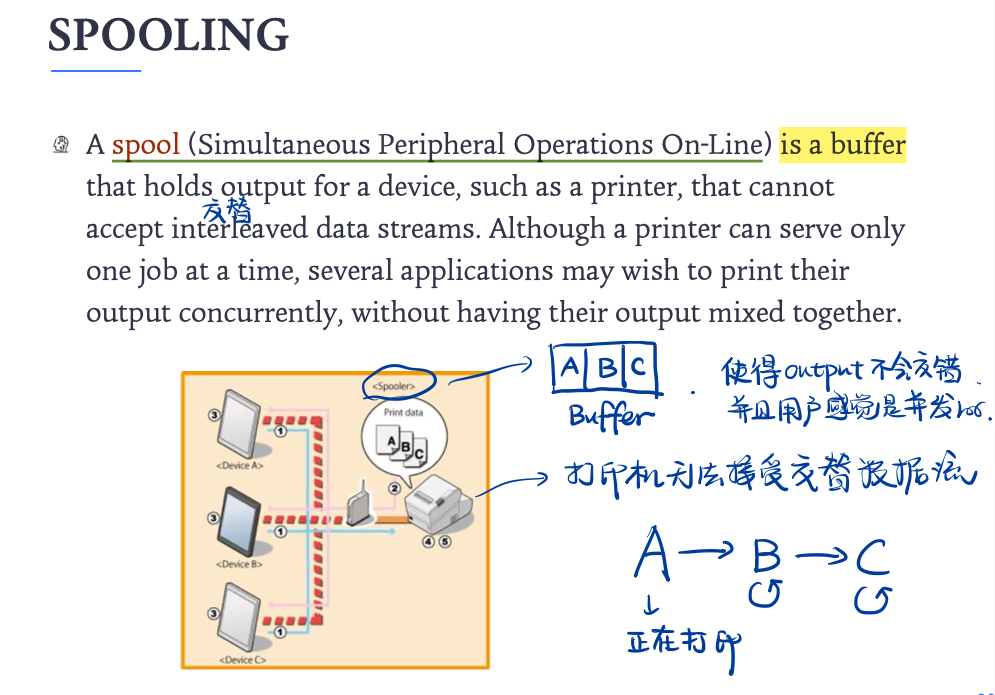 SPOOLING
A spool (Simultaneous Peripheral Operations On-Line) is a buffer
that holds output for a device, such as a printer, that cannot
交替
accept interleaved data streams. Although a printer can serve only
one job at a time, several applications may wish to print their
output concurrently, without having their output mixed together.
<Spooler>
Print data
A
B
C
③
①
<Device A>
②
③
①
<Device B>
④ ⑤
③
①
<Device C>
A B C
Buffer
使得output不会交错
并且用户感觉是并发
打印机无法接受交替数据流
A → B → C
↓
正在打印